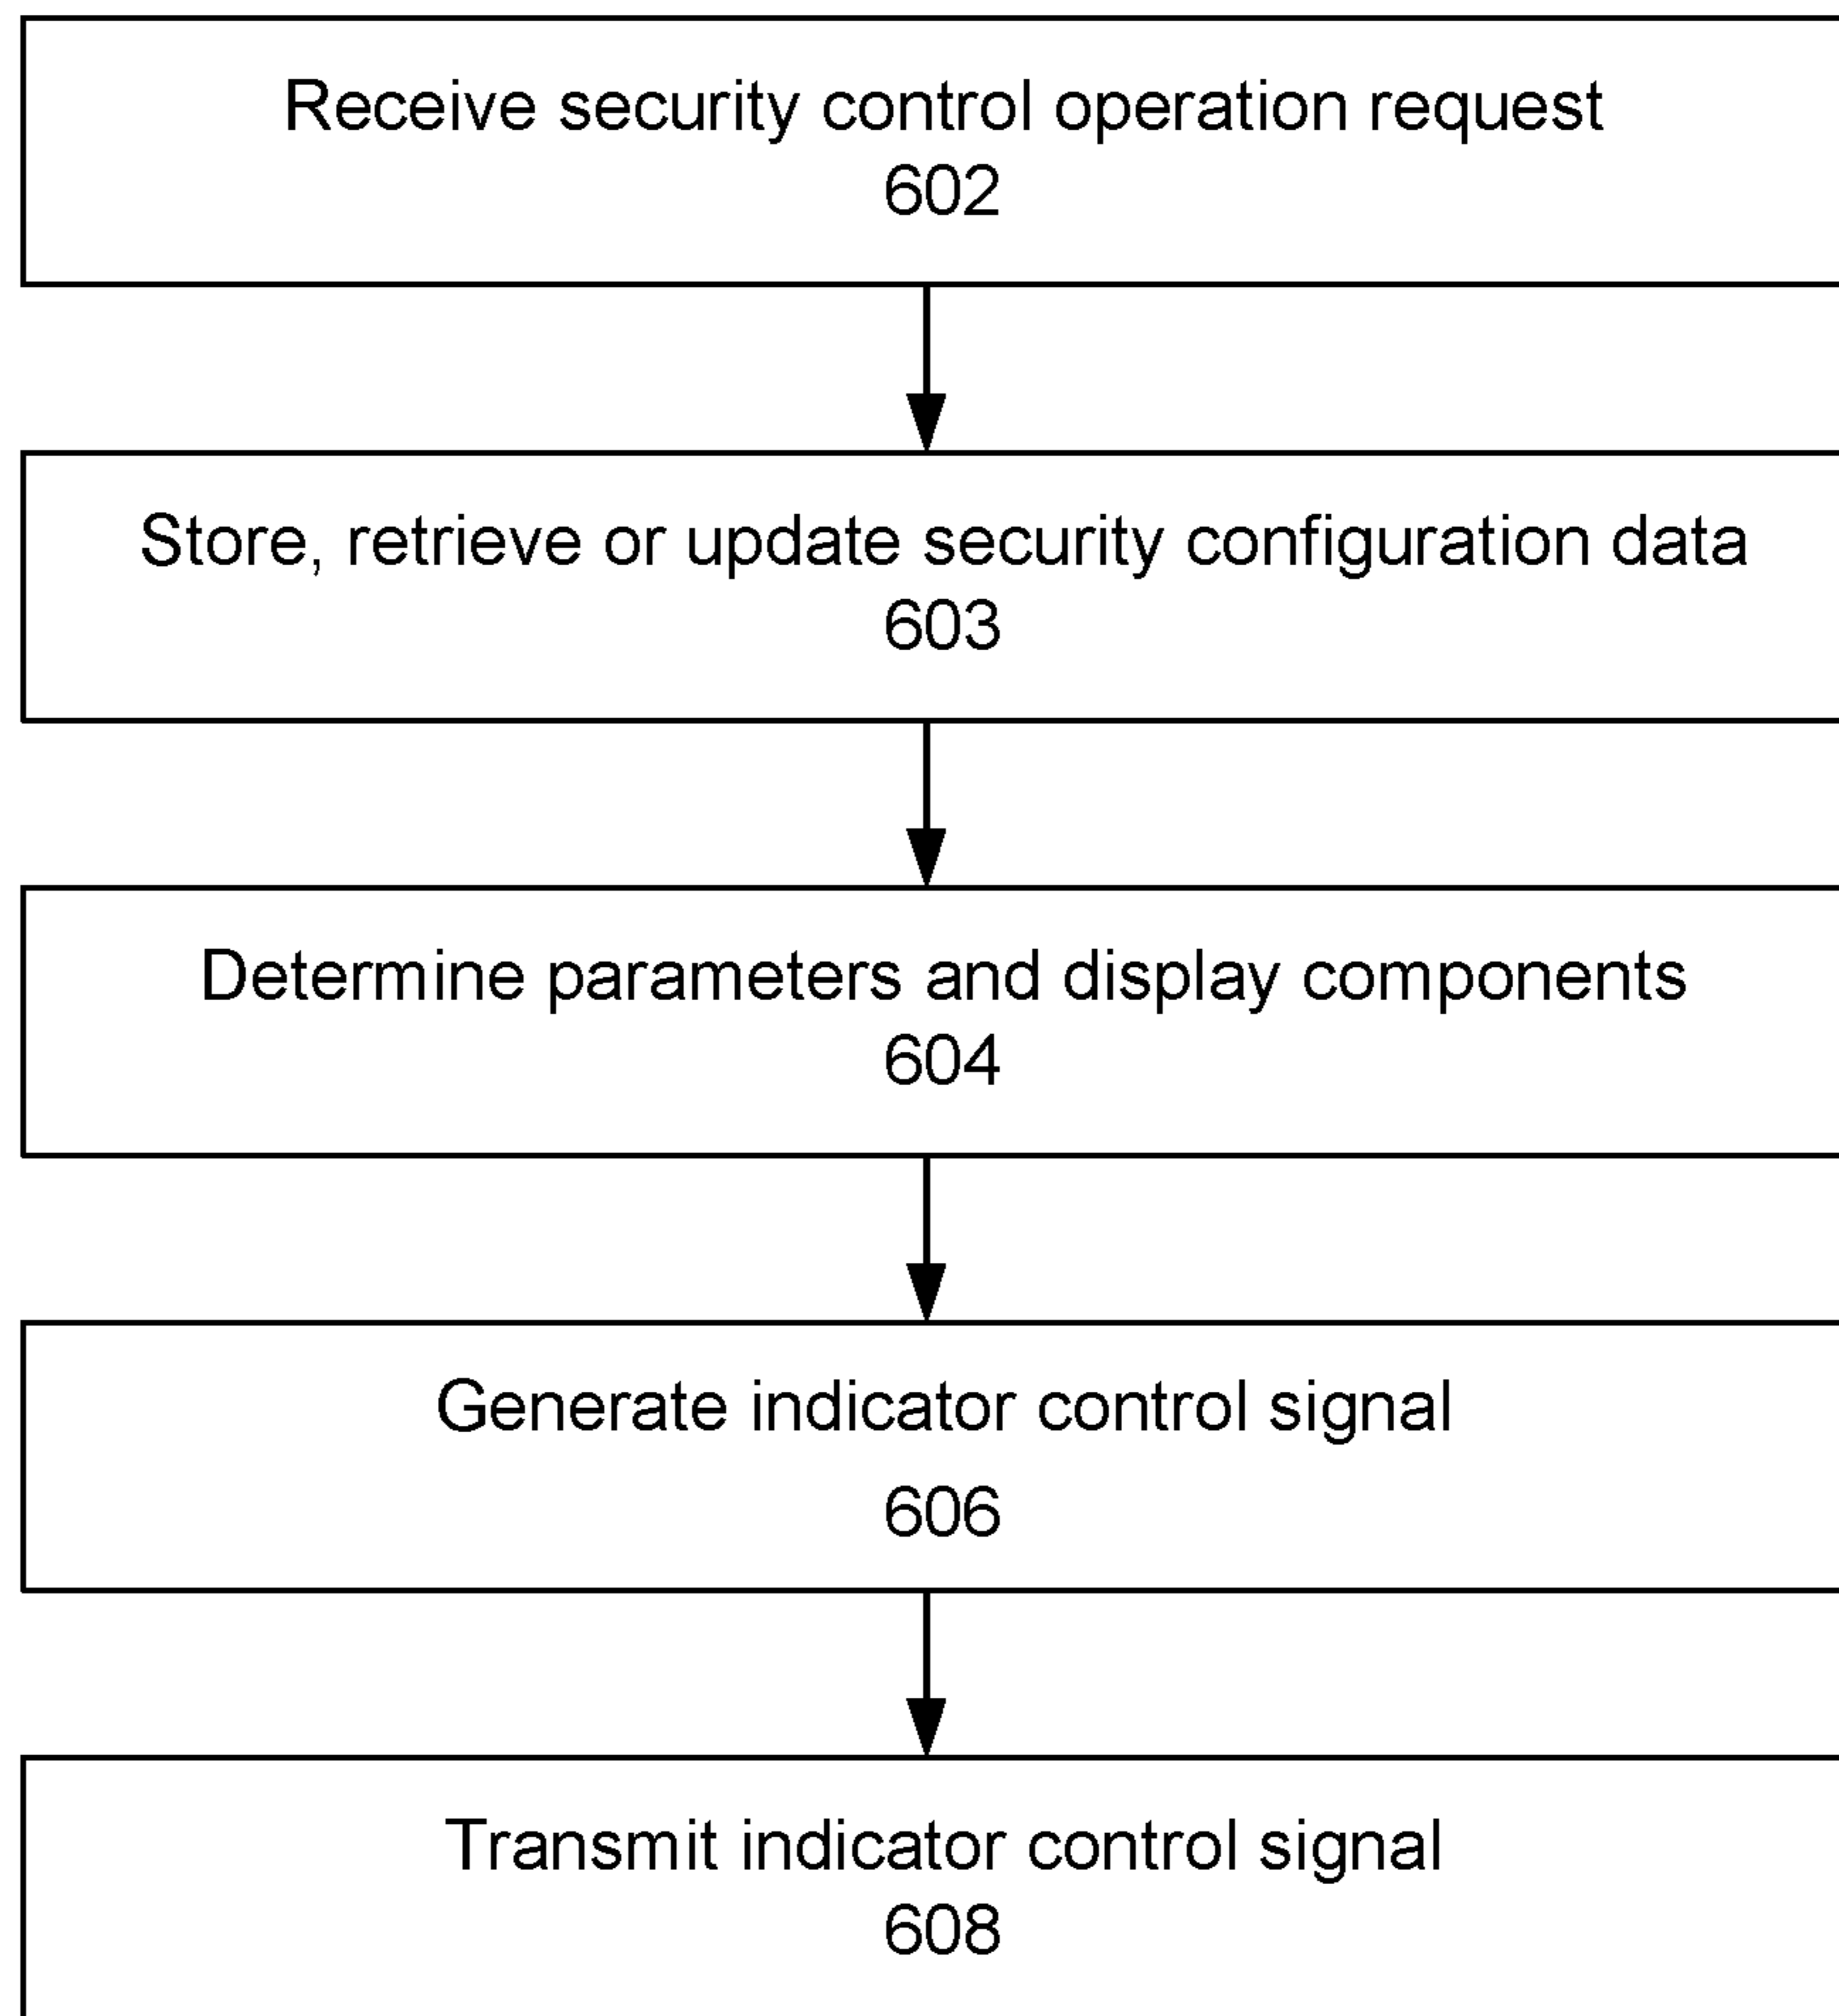 Receive security control operation request
602
Store, retrieve or update security configuration data
603
Determine parameters and display components
604
Generate indicator control signal
606
Transmit indicator control signal
608